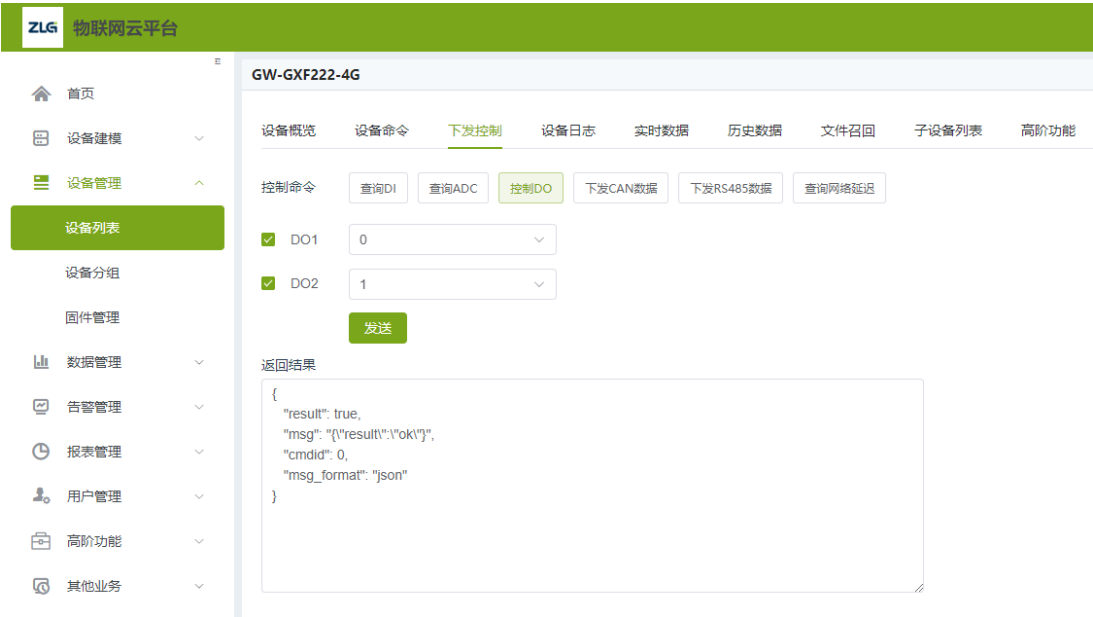 ZLG 物联网云平台
首页
设备建模
设备管理
设备列表
设备分组
固件管理
数据管理
告警管理
报表管理
用户管理
高阶功能
其他业务
GW-GXF222-4G
设备概览 设备命令 下发控制 设备日志 实时数据 历史数据 文件召回 子设备列表 高阶功能
控制命令 查询DI 查询ADC 控制DO 下发CAN数据 下发RS485数据 查询网络延迟
DO1 0
DO2 1
发送
返回结果
{
"result": true,
"msg": "{\"result\":\"ok\"}",
"cmdid": 0,
"msg_format": "json"
}